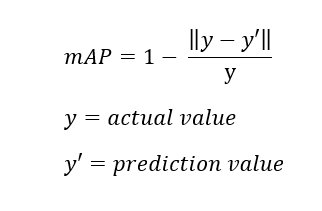 mAP = 1 − ‖y − y′‖ / y
y = actual value
y′ = prediction value